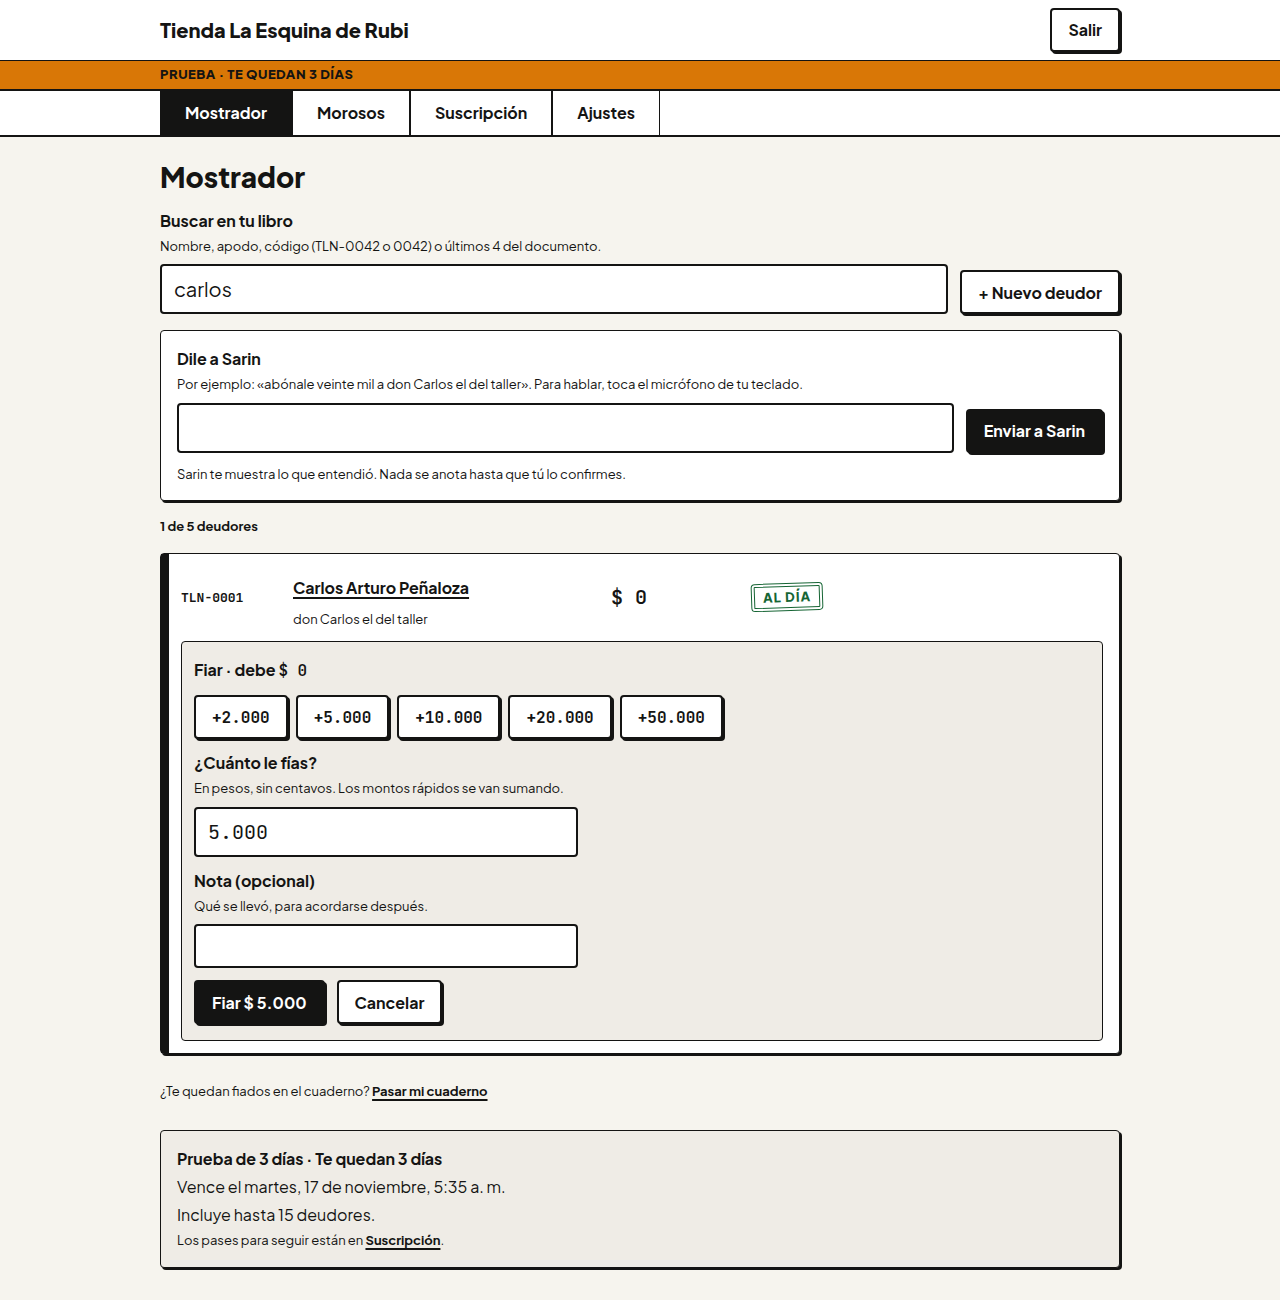 Tienda La Esquina de Rubi
Salir
PRUEBA · TE QUEDAN 3 DÍAS
Mostrador
Morosos
Suscripción
Ajustes
Mostrador
Buscar en tu libro
Nombre, apodo, código (TLN-0042 o 0042) o últimos 4 del documento.
carlos
+ Nuevo deudor
Dile a Sarin
Por ejemplo: «abónale veinte mil a don Carlos el del taller». Para hablar, toca el micrófono de tu teclado.
Enviar a Sarin
Sarin te muestra lo que entendió. Nada se anota hasta que tú lo confirmes.
1 de 5 deudores
TLN-0001
Carlos Arturo Peñaloza
don Carlos el del taller
$ 0
AL DÍA
Fiar · debe $ 0
+2.000
+5.000
+10.000
+20.000
+50.000
¿Cuánto le fías?
En pesos, sin centavos. Los montos rápidos se van sumando.
5.000
Nota (opcional)
Qué se llevó, para acordarse después.
Fiar $ 5.000
Cancelar
¿Te quedan fiados en el cuaderno? Pasar mi cuaderno
Prueba de 3 días · Te quedan 3 días
Vence el martes, 17 de noviembre, 5:35 a. m.
Incluye hasta 15 deudores.
Los pases para seguir están en Suscripción.